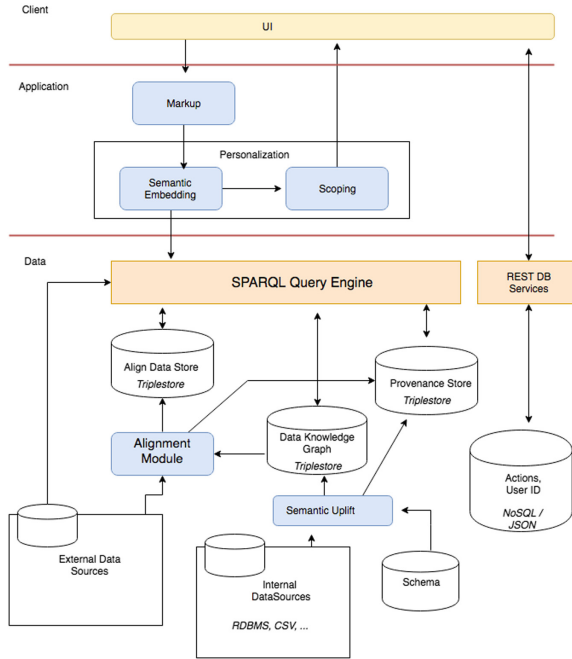 Client
UI
Application
Markup
Personalization
Semantic
Embedding
Scoping
Data
SPARQL Query Engine
REST DB
Services
Align Data Store
Triplestore
Provenance Store
Triplestore
Alignment
Module
Data Knowledge
Graph
Triplestore
Actions,
User ID
NoSQL /
JSON
Semantic Uplift
External Data
Sources
Internal
DataSources
RDBMS, CSV, ...
Schema